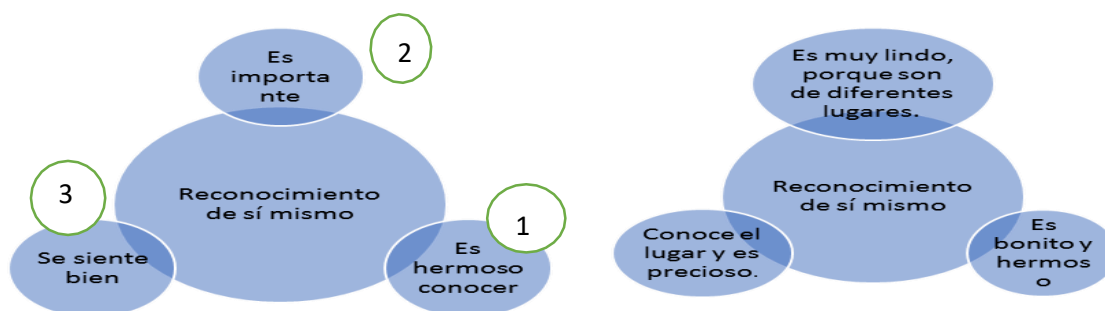 Es
importa
nte
2
3
Reconocimiento
de sí mismo
1
Se siente
bien
Es
hermoso
conocer
Es muy lindo,
porque son
de diferentes
lugares.
Reconocimiento
de sí mismo
Conoce el
lugar y es
precioso.
Es
bonito y
hermos
o